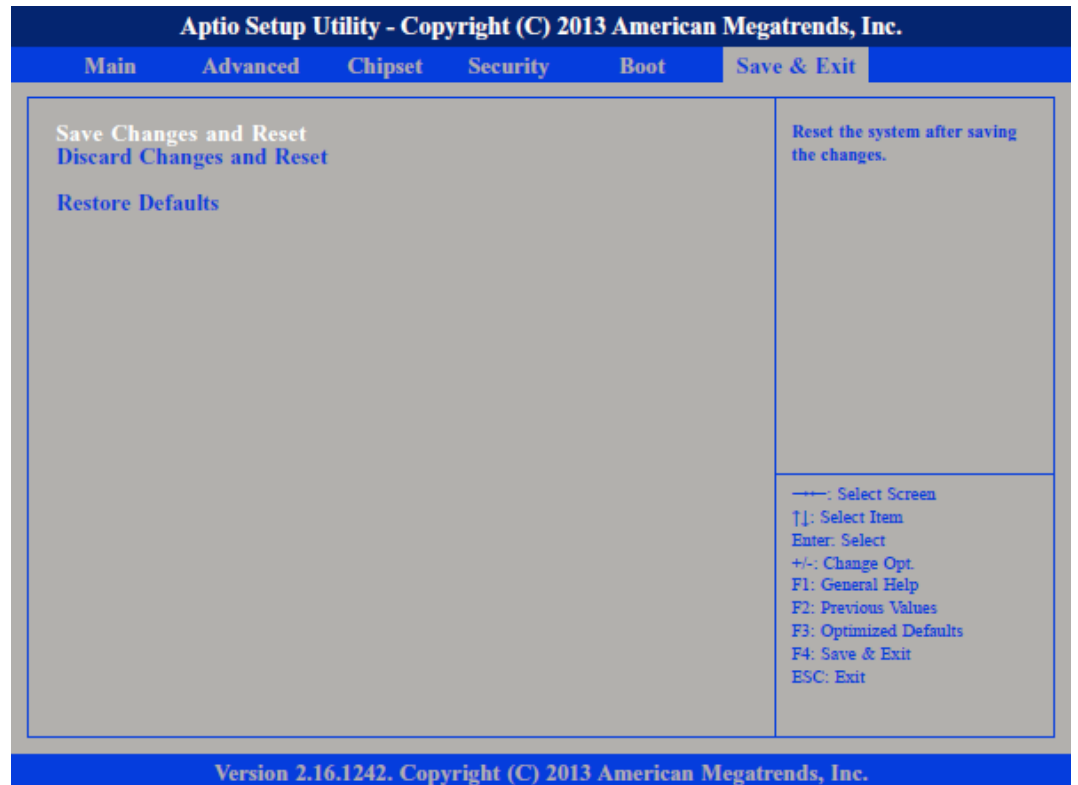 Aptio Setup Utility - Copyright (C) 2013 American Megatrends, Inc.
Main Advanced Chipset Security Boot Save & Exit
Save Changes and Reset
Discard Changes and Reset
Restore Defaults
Reset the system after saving
the changes.
→←: Select Screen
↑↓: Select Item
Enter: Select
+/-: Change Opt.
F1: General Help
F2: Previous Values
F3: Optimized Defaults
F4: Save & Exit
ESC: Exit
Version 2.16.1242. Copyright (C) 2013 American Megatrends, Inc.